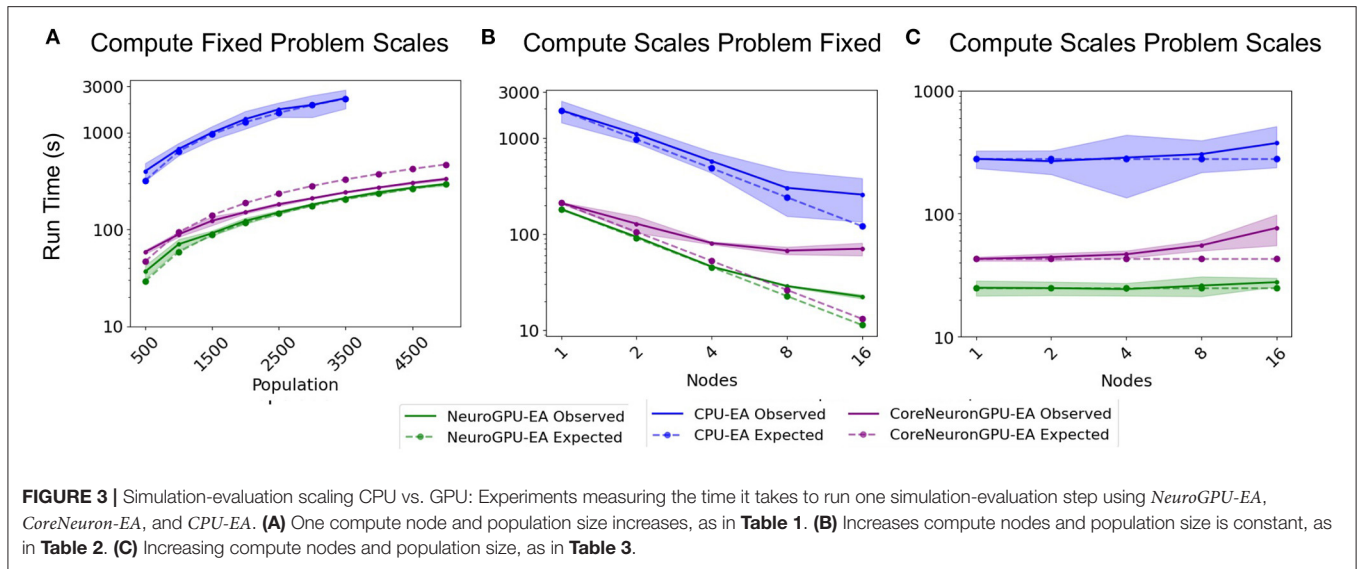 A Compute Fixed Problem Scales
B Compute Scales Problem Fixed
C Compute Scales Problem Scales
Run Time (s)
3000
1000
100
10
500
1500
2500
3500
4500
Population
3000
1000
100
10
1
2
4
8
16
Nodes
1000
100
10
1
2
4
8
16
Nodes
NeuroGPU-EA Observed
NeuroGPU-EA Expected
CPU-EA Observed
CPU-EA Expected
CoreNeuronGPU-EA Observed
CoreNeuronGPU-EA Expected
FIGURE 3 | Simulation-evaluation scaling CPU vs. GPU: Experiments measuring the time it takes to run one simulation-evaluation step using NeuroGPU-EA,
CoreNeuron-EA, and CPU-EA. (A) One compute node and population size increases, as in Table 1. (B) Increases compute nodes and population size is constant, as
in Table 2. (C) Increasing compute nodes and population size, as in Table 3.